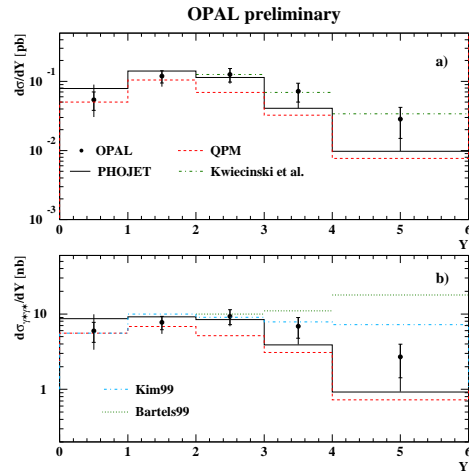 OPAL preliminary
dσ/dY [pb]
10⁻¹
10⁻²
10⁻³
a)
OPAL
QPM
PHOJET
Kwiecinski et al.
0 1 2 3 4 5 6
Y
dσγ*γ*/dY [nb]
10
1
b)
Kim99
Bartels99
0 1 2 3 4 5 6
Y